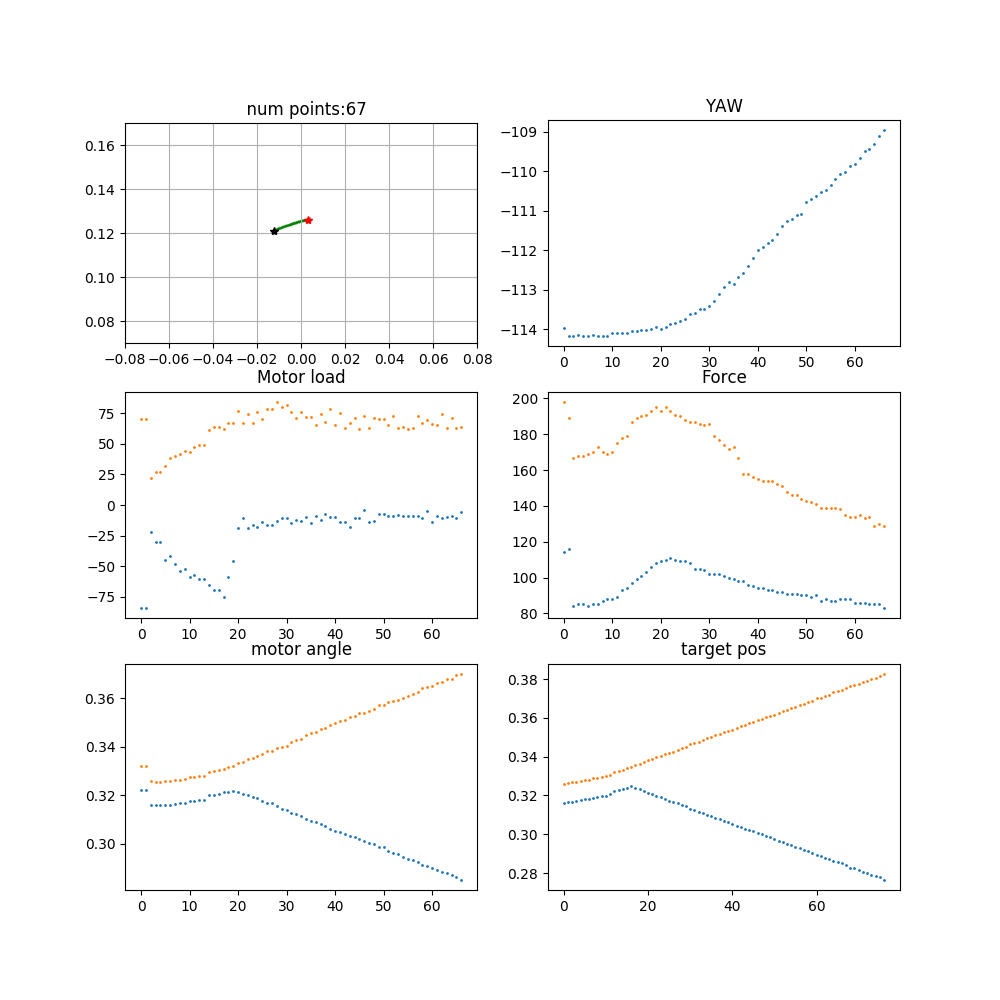 num points:67
0.16
0.14
0.12
0.10
0.08
−0.08 −0.06 −0.04 −0.02 0.00 0.02 0.04 0.06 0.08
YAW
−109
−110
−111
−112
−113
−114
0 10 20 30 40 50 60
Motor load
75
50
25
0
−25
−50
−75
0 10 20 30 40 50 60
Force
200
180
160
140
120
100
80
0 10 20 30 40 50 60
motor angle
0.36
0.34
0.32
0.30
0 10 20 30 40 50 60
target pos
0.38
0.36
0.34
0.32
0.30
0.28
0 20 40 60